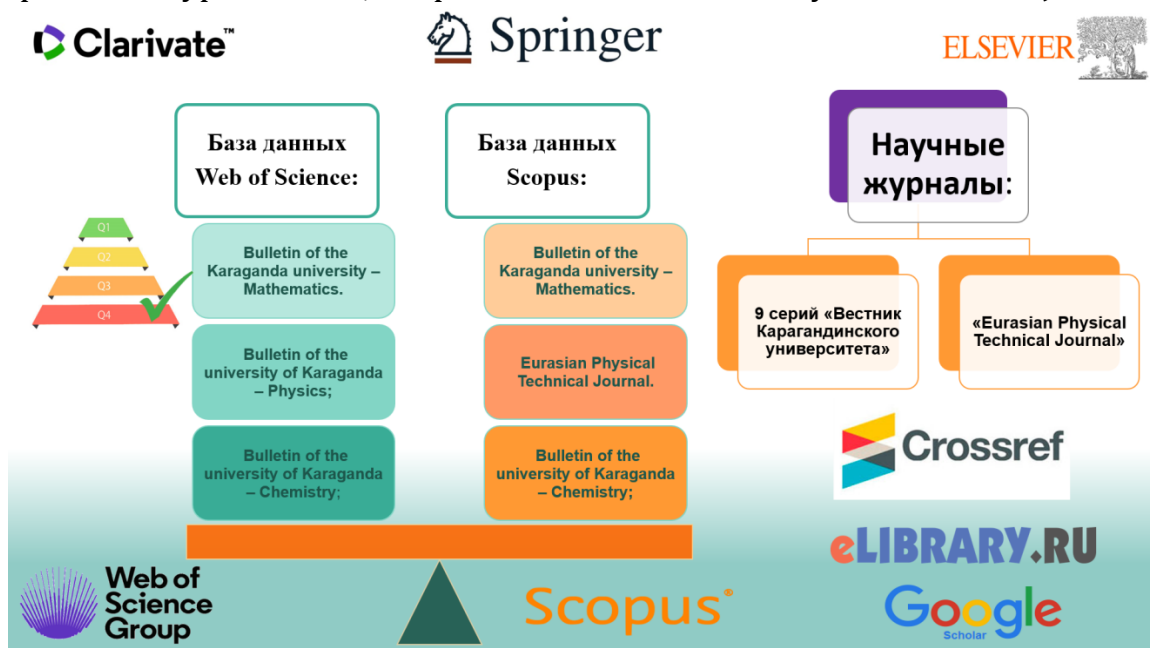 Clarivate™
Springer
ELSEVIER
База данных
Web of Science:
База данных
Scopus:
Научные
журналы:
Q1
Q2
Q3
Q4
Bulletin of the
Karaganda university –
Mathematics.
Bulletin of the
university of Karaganda
– Physics;
Bulletin of the
university of Karaganda
– Chemistry;
Bulletin of the
Karaganda university –
Mathematics.
Eurasian Physical
Technical Journal.
Bulletin of the
university of Karaganda
– Chemistry;
9 серий «Вестник
Карагандинского
университета»
«Eurasian Physical
Technical Journal»
Crossref
eLIBRARY.RU
Google
Scholar
Web of
Science
Group
Scopus®